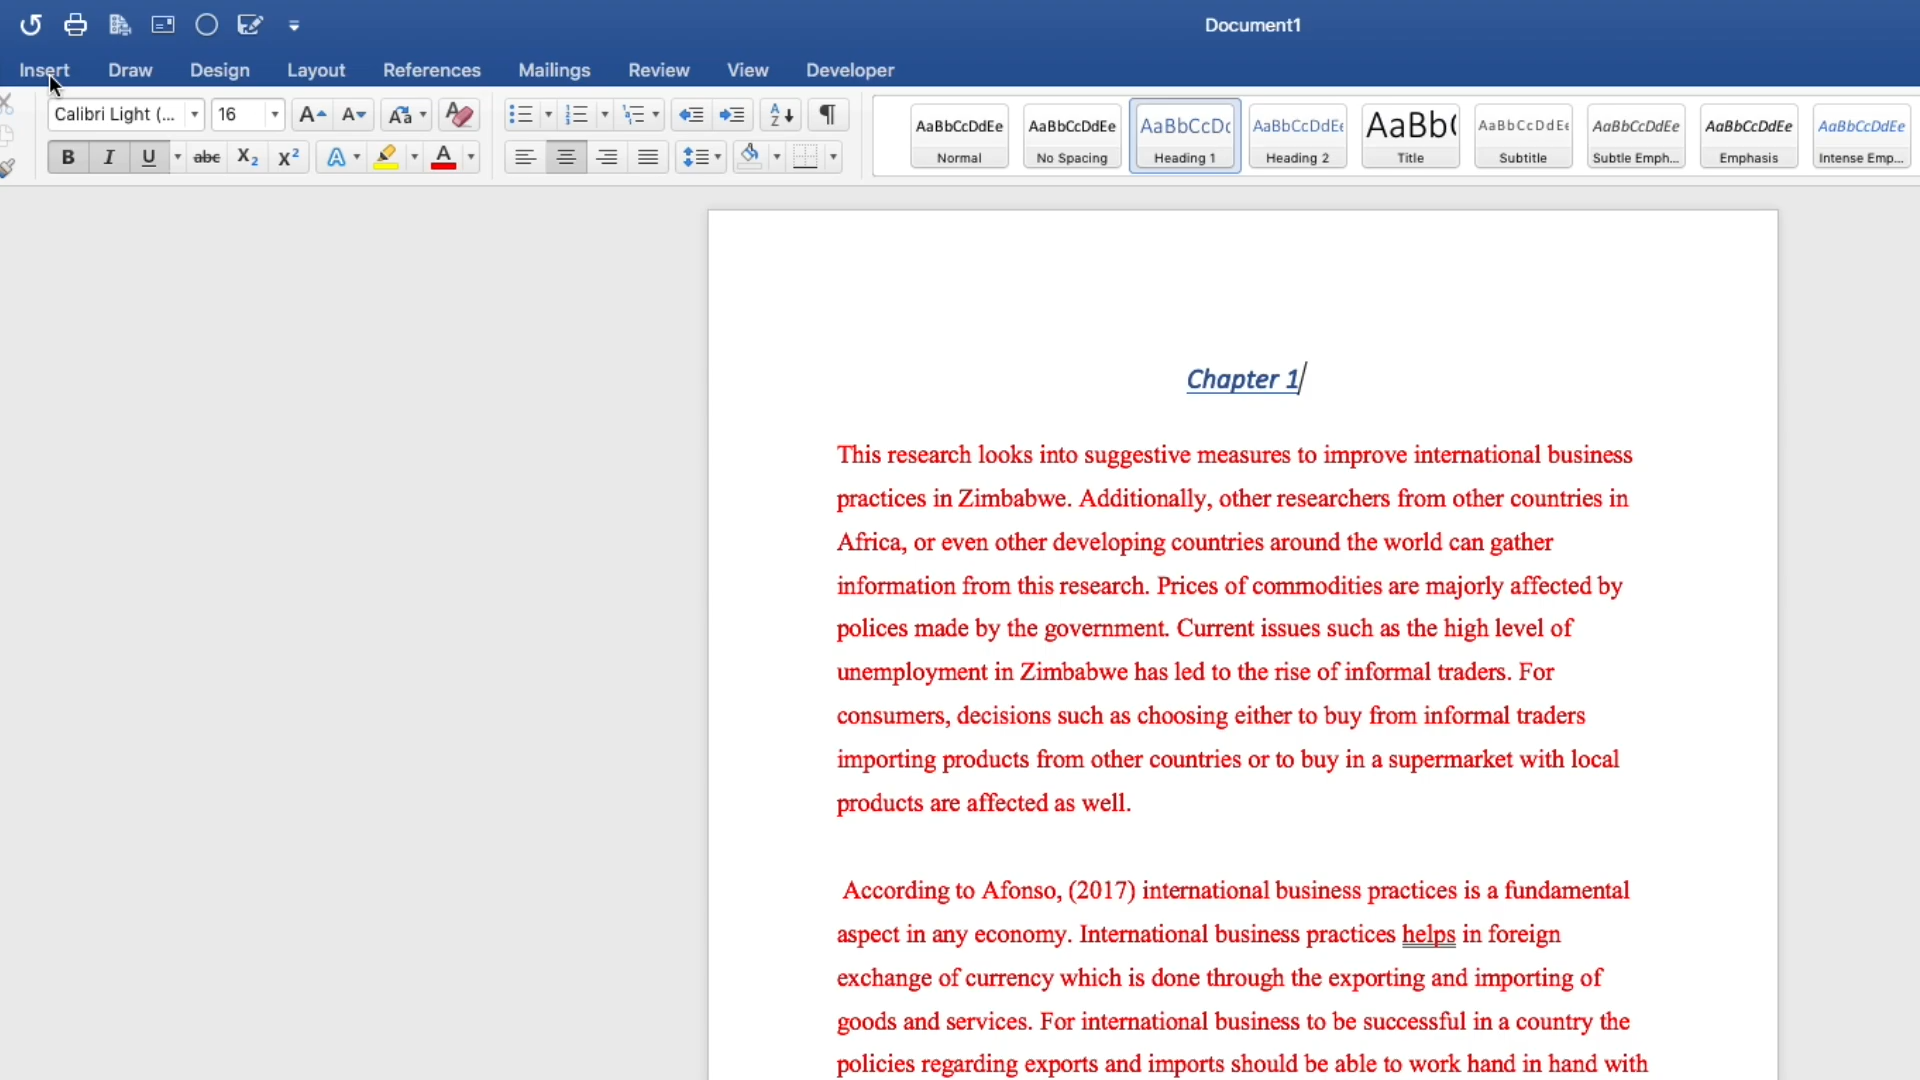 Document1
Insert Draw Design Layout References Mailings Review View Developer
Calibri Light (... 16 A A Aa A
B I U abc X2 X2 A A
AaBbCcDdEe AaBbCcDdEe AaBbCcDc AaBbCcDdEe AaBb( AaBbCcDdEe AaBbCcDdEe AaBbCcDdEe AaBbCcDdEe
Normal No Spacing Heading 1 Heading 2 Title Subtitle Subtle Emph... Emphasis Intense Emp...
Chapter 1
This research looks into suggestive measures to improve international business
practices in Zimbabwe. Additionally, other researchers from other countries in
Africa, or even other developing countries around the world can gather
information from this research. Prices of commodities are majorly affected by
polices made by the government. Current issues such as the high level of
unemployment in Zimbabwe has led to the rise of informal traders. For
consumers, decisions such as choosing either to buy from informal traders
importing products from other countries or to buy in a supermarket with local
products are affected as well.
According to Afonso, (2017) international business practices is a fundamental
aspect in any economy. International business practices helps in foreign
exchange of currency which is done through the exporting and importing of
goods and services. For international business to be successful in a country the
policies regarding exports and imports should be able to work hand in hand with